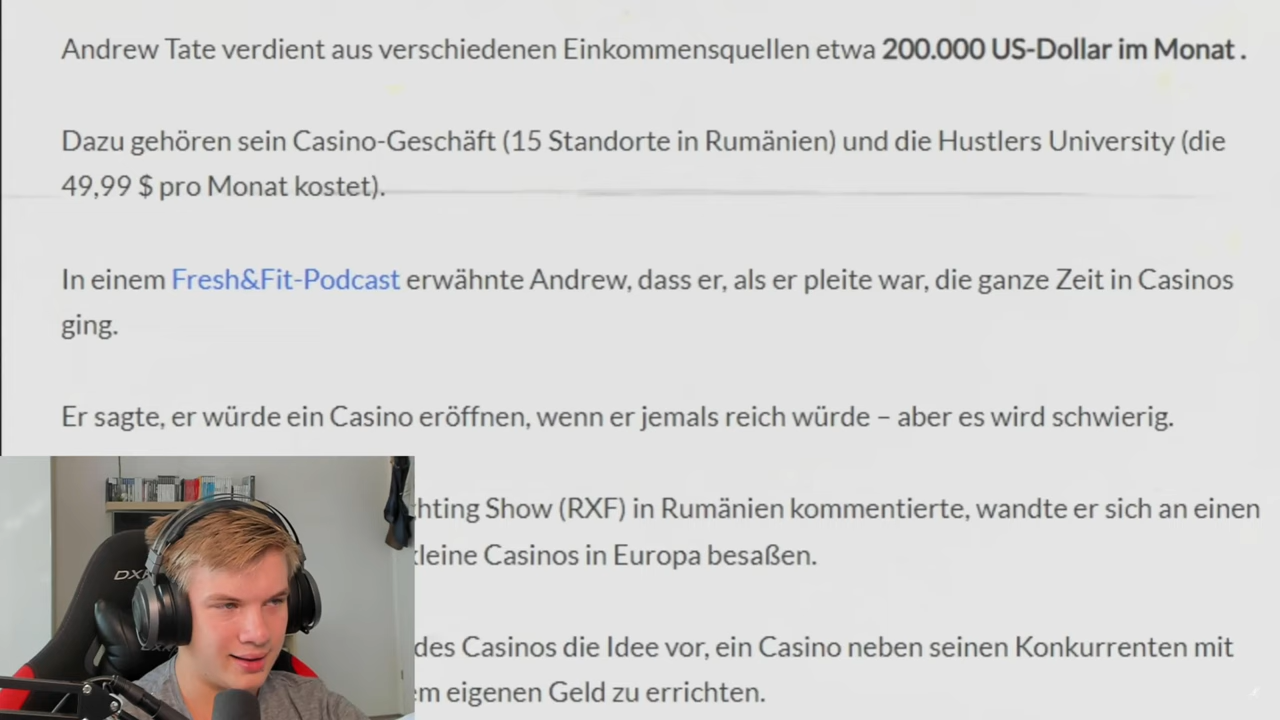 Andrew Tate verdient aus verschiedenen Einkommensquellen etwa 200.000 US-Dollar im Monat .
Dazu gehören sein Casino-Geschäft (15 Standorte in Rumänien) und die Hustlers University (die
49,99 $ pro Monat kostet).
In einem Fresh&Fit-Podcast erwähnte Andrew, dass er, als er pleite war, die ganze Zeit in Casinos
ging.
Er sagte, er würde ein Casino eröffnen, wenn er jemals reich würde – aber es wird schwierig.
Show (RXF) in Rumänien kommentierte, wandte er sich an einen
kleine Casinos in Europa besaßen.
des Casinos die Idee vor, ein Casino neben seinen Konkurrenten mit
eigenen Geld zu errichten.